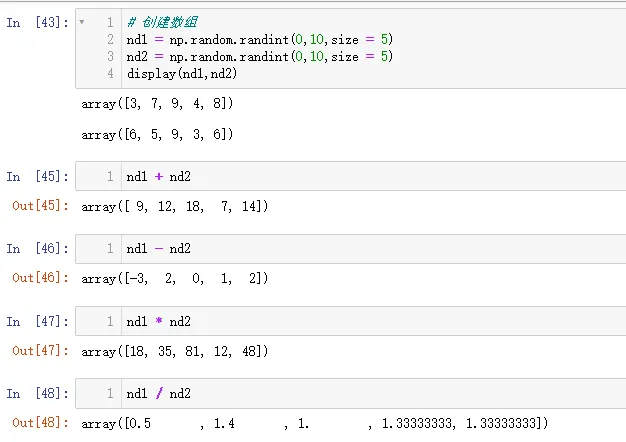 In [43]:
1 # 创建数组
2 nd1 = np.random.randint(0,10,size = 5)
3 nd2 = np.random.randint(0,10,size = 5)
4 display(nd1,nd2)
array([3, 7, 9, 4, 8])
array([6, 5, 9, 3, 6])
In [45]: 1 nd1 + nd2
Out[45]: array([ 9, 12, 18,  7, 14])
In [46]: 1 nd1 - nd2
Out[46]: array([-3,  2,  0,  1,  2])
In [47]: 1 nd1 * nd2
Out[47]: array([18, 35, 81, 12, 48])
In [48]: 1 nd1 / nd2
Out[48]: array([0.5       , 1.4       , 1.        , 1.33333333, 1.33333333])